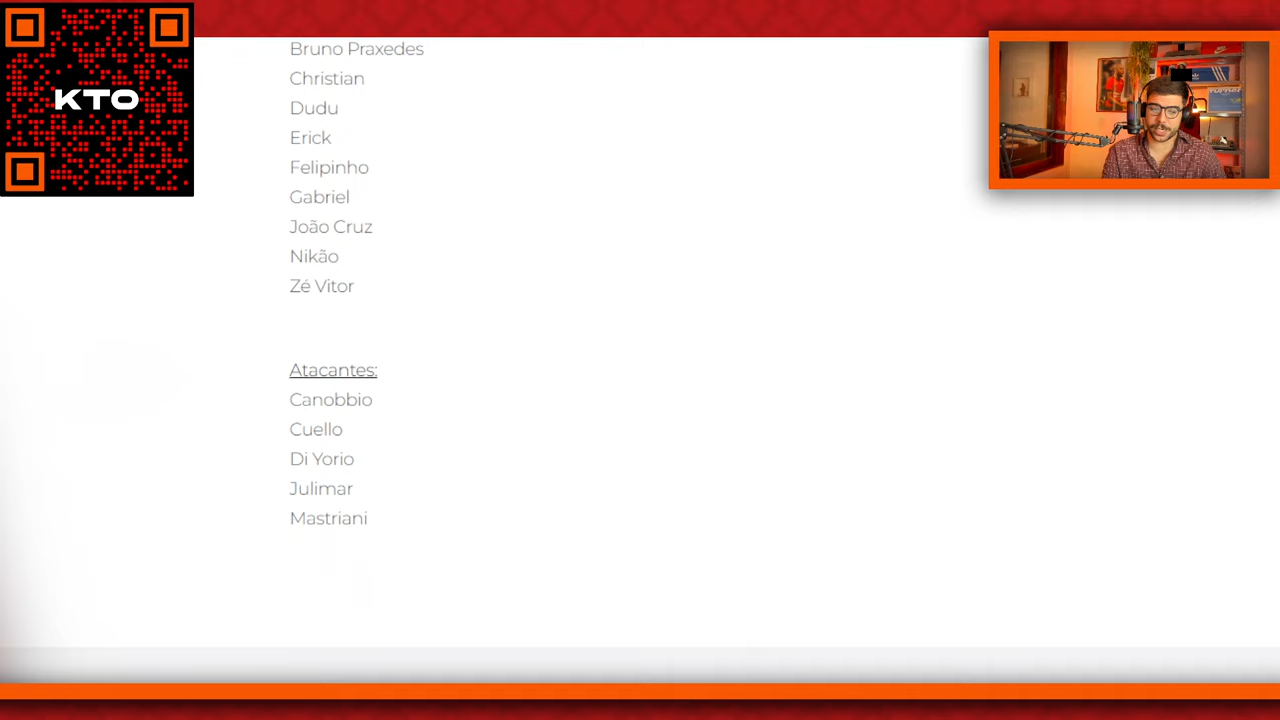 KTO
Bruno Praxedes
Christian
Dudu
Erick
Felipinho
Gabriel
João Cruz
Nikão
Zé Vitor
Atacantes:
Canobbio
Cuello
Di Yorio
Julimar
Mastriani